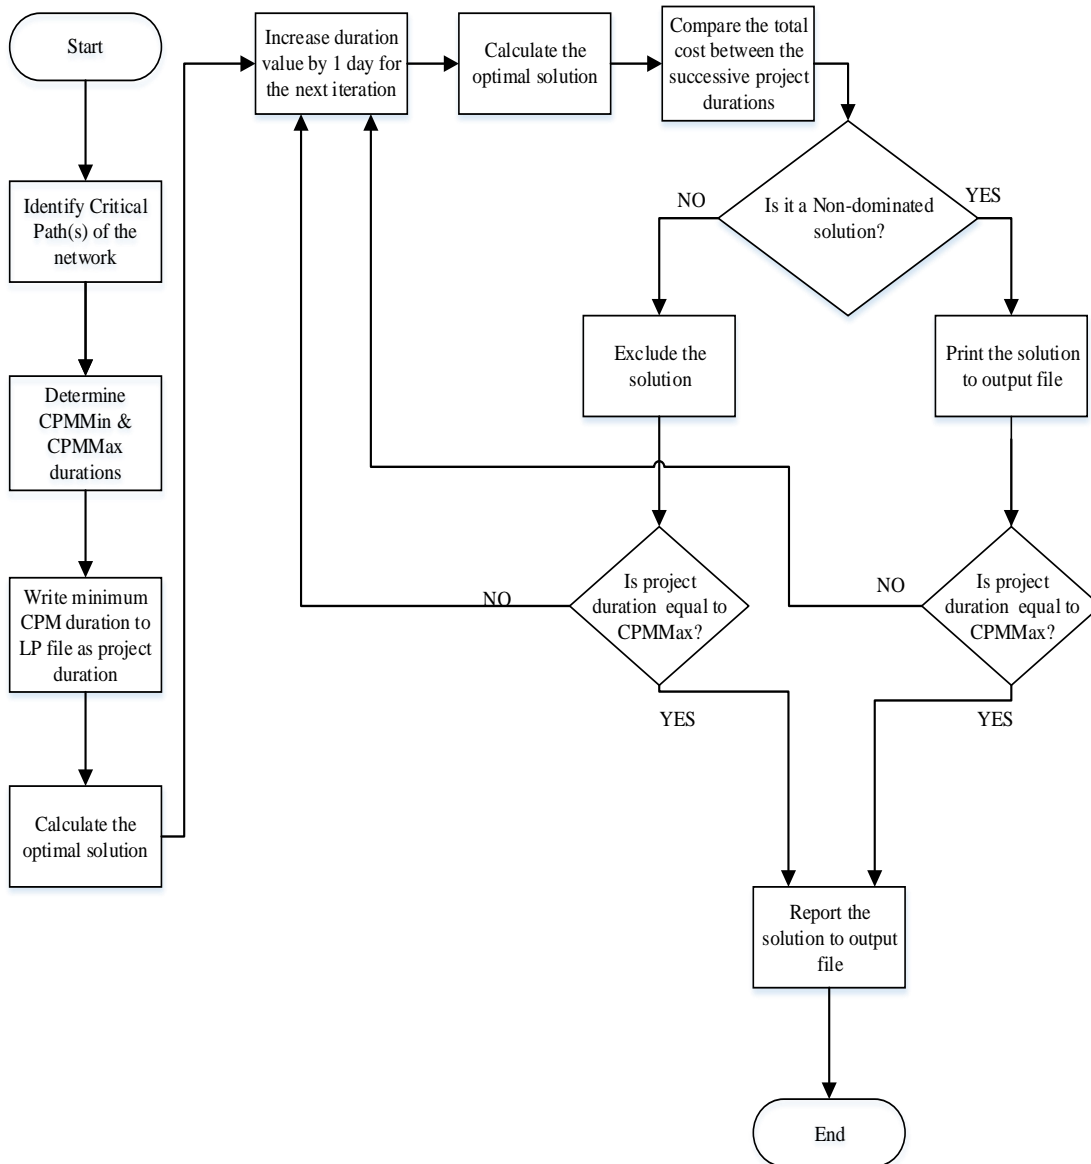 Start
Identify Critical
Path(s) of the
network
Determine
CPMMin &
CPMMax
durations
Write minimum
CPM duration to
LP file as project
duration
Calculate the
optimal solution
Increase duration
value by 1 day for
the next iteration
Calculate the
optimal solution
Compare the total
cost between the
successive project
durations
NO
YES
Is it a Non-dominated
solution?
Exclude the
solution
Print the solution
to output file
Is project
duration equal to
CPMMax?
NO
YES
Is project
duration equal to
CPMMax?
NO
YES
Report the
solution to output
file
End